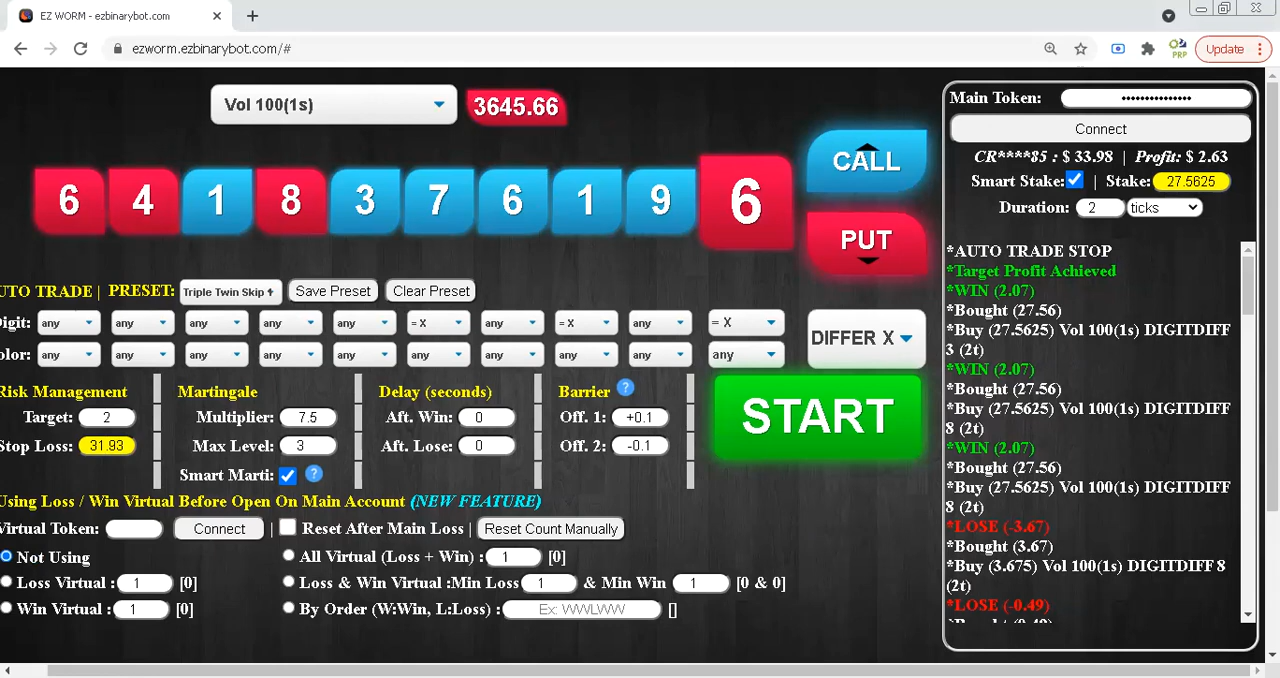 EZ WORM - ezbinarybot.com
ezworm.ezbinarybot.com/#
PRP
Update
Vol 100(1s)
3645.66
6 4 1 8 3 7 6 1 9 6
CALL
PUT
UTO TRADE | PRESET: Triple Twin Skip Save Preset Clear Preset
Digit: any any any any any = X any = X any = X
olor: any any any any any any any any any any
DIFFER X
START
Risk Management Martingale Delay (seconds) Barrier ?
Target: 2 Multiplier: 7.5 Aft. Win: 0 Off. 1: +0.1
Stop Loss: 31.93 Max Level: 3 Aft. Lose: 0 Off. 2: -0.1
Smart Marti: ?
Using Loss / Win Virtual Before Open On Main Account (NEW FEATURE)
Virtual Token: Connect | Reset After Main Loss | Reset Count Manually
Not Using All Virtual (Loss + Win) : 1 [0]
Loss Virtual : 1 [0] Loss & Win Virtual :Min Loss 1 & Min Win 1 [0 & 0]
Win Virtual : 1 [0] By Order (W:Win, L:Loss) : Ex: WWLWW []
Main Token: ••••••••••••••••
Connect
CR****85 : $ 33.98 | Profit: $ 2.63
Smart Stake: | Stake: 27.5625
Duration: 2 ticks
*AUTO TRADE STOP
*Target Profit Achieved
*WIN (2.07)
*Bought (27.56)
*Buy (27.5625) Vol 100(1s) DIGITDIFF
3 (2t)
*WIN (2.07)
*Bought (27.56)
*Buy (27.5625) Vol 100(1s) DIGITDIFF
8 (2t)
*WIN (2.07)
*Bought (27.56)
*Buy (27.5625) Vol 100(1s) DIGITDIFF
8 (2t)
*LOSE (-3.67)
*Bought (3.67)
*Buy (3.675) Vol 100(1s) DIGITDIFF 8
(2t)
*LOSE (-0.49)
*Bought (0.49)